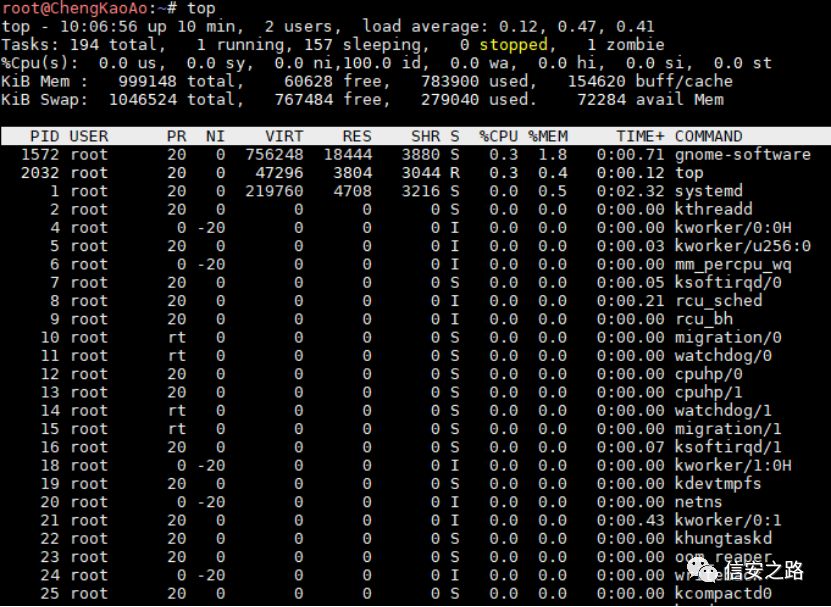 root@ChengKaoAo:~# top
top - 10:06:56 up 10 min,  2 users,  load average: 0.12, 0.47, 0.41
Tasks: 194 total,   1 running, 157 sleeping,   0 stopped,   1 zombie
%Cpu(s):  0.0 us,  0.0 sy,  0.0 ni,100.0 id,  0.0 wa,  0.0 hi,  0.0 si,  0.0 st
KiB Mem :   999148 total,    60628 free,   783900 used,   154620 buff/cache
KiB Swap:  1046524 total,   767484 free,   279040 used.    72284 avail Mem
PID USER      PR  NI    VIRT    RES    SHR S  %CPU %MEM     TIME+ COMMAND
1572 root      20   0  756248  18444   3880 S   0.3  1.8   0:00.71 gnome-software
2032 root      20   0   47296   3804   3044 R   0.3  0.4   0:00.12 top
1 root      20   0  219760   4708   3216 S   0.0  0.5   0:02.32 systemd
2 root      20   0       0      0      0 S   0.0  0.0   0:00.00 kthreadd
4 root       0 -20       0      0      0 I   0.0  0.0   0:00.00 kworker/0:0H
5 root      20   0       0      0      0 I   0.0  0.0   0:00.03 kworker/u256:0
6 root       0 -20       0      0      0 I   0.0  0.0   0:00.00 mm_percpu_wq
7 root      20   0       0      0      0 S   0.0  0.0   0:00.05 ksoftirqd/0
8 root      20   0       0      0      0 I   0.0  0.0   0:00.21 rcu_sched
9 root      20   0       0      0      0 I   0.0  0.0   0:00.00 rcu_bh
10 root      rt   0       0      0      0 S   0.0  0.0   0:00.00 migration/0
11 root      rt   0       0      0      0 S   0.0  0.0   0:00.00 watchdog/0
12 root      20   0       0      0      0 S   0.0  0.0   0:00.00 cpuhp/0
13 root      20   0       0      0      0 S   0.0  0.0   0:00.00 cpuhp/1
14 root      rt   0       0      0      0 S   0.0  0.0   0:00.00 watchdog/1
15 root      rt   0       0      0      0 S   0.0  0.0   0:00.00 migration/1
16 root      20   0       0      0      0 S   0.0  0.0   0:00.07 ksoftirqd/1
18 root       0 -20       0      0      0 I   0.0  0.0   0:00.00 kworker/1:0H
19 root      20   0       0      0      0 S   0.0  0.0   0:00.00 kdevtmpfs
20 root       0 -20       0      0      0 I   0.0  0.0   0:00.00 netns
21 root      20   0       0      0      0 I   0.0  0.0   0:00.43 kworker/0:1
22 root      20   0       0      0      0 S   0.0  0.0   0:00.00 khungtaskd
23 root      20   0       0      0      0 S   0.0  0.0   0:00.00 oom_reaper
24 root       0 -20       0      0      0 I   0.0  0.0   0:00.00
信安之路
25 root      20   0       0      0      0 S   0.0  0.0   0:00.00 kcompactd0